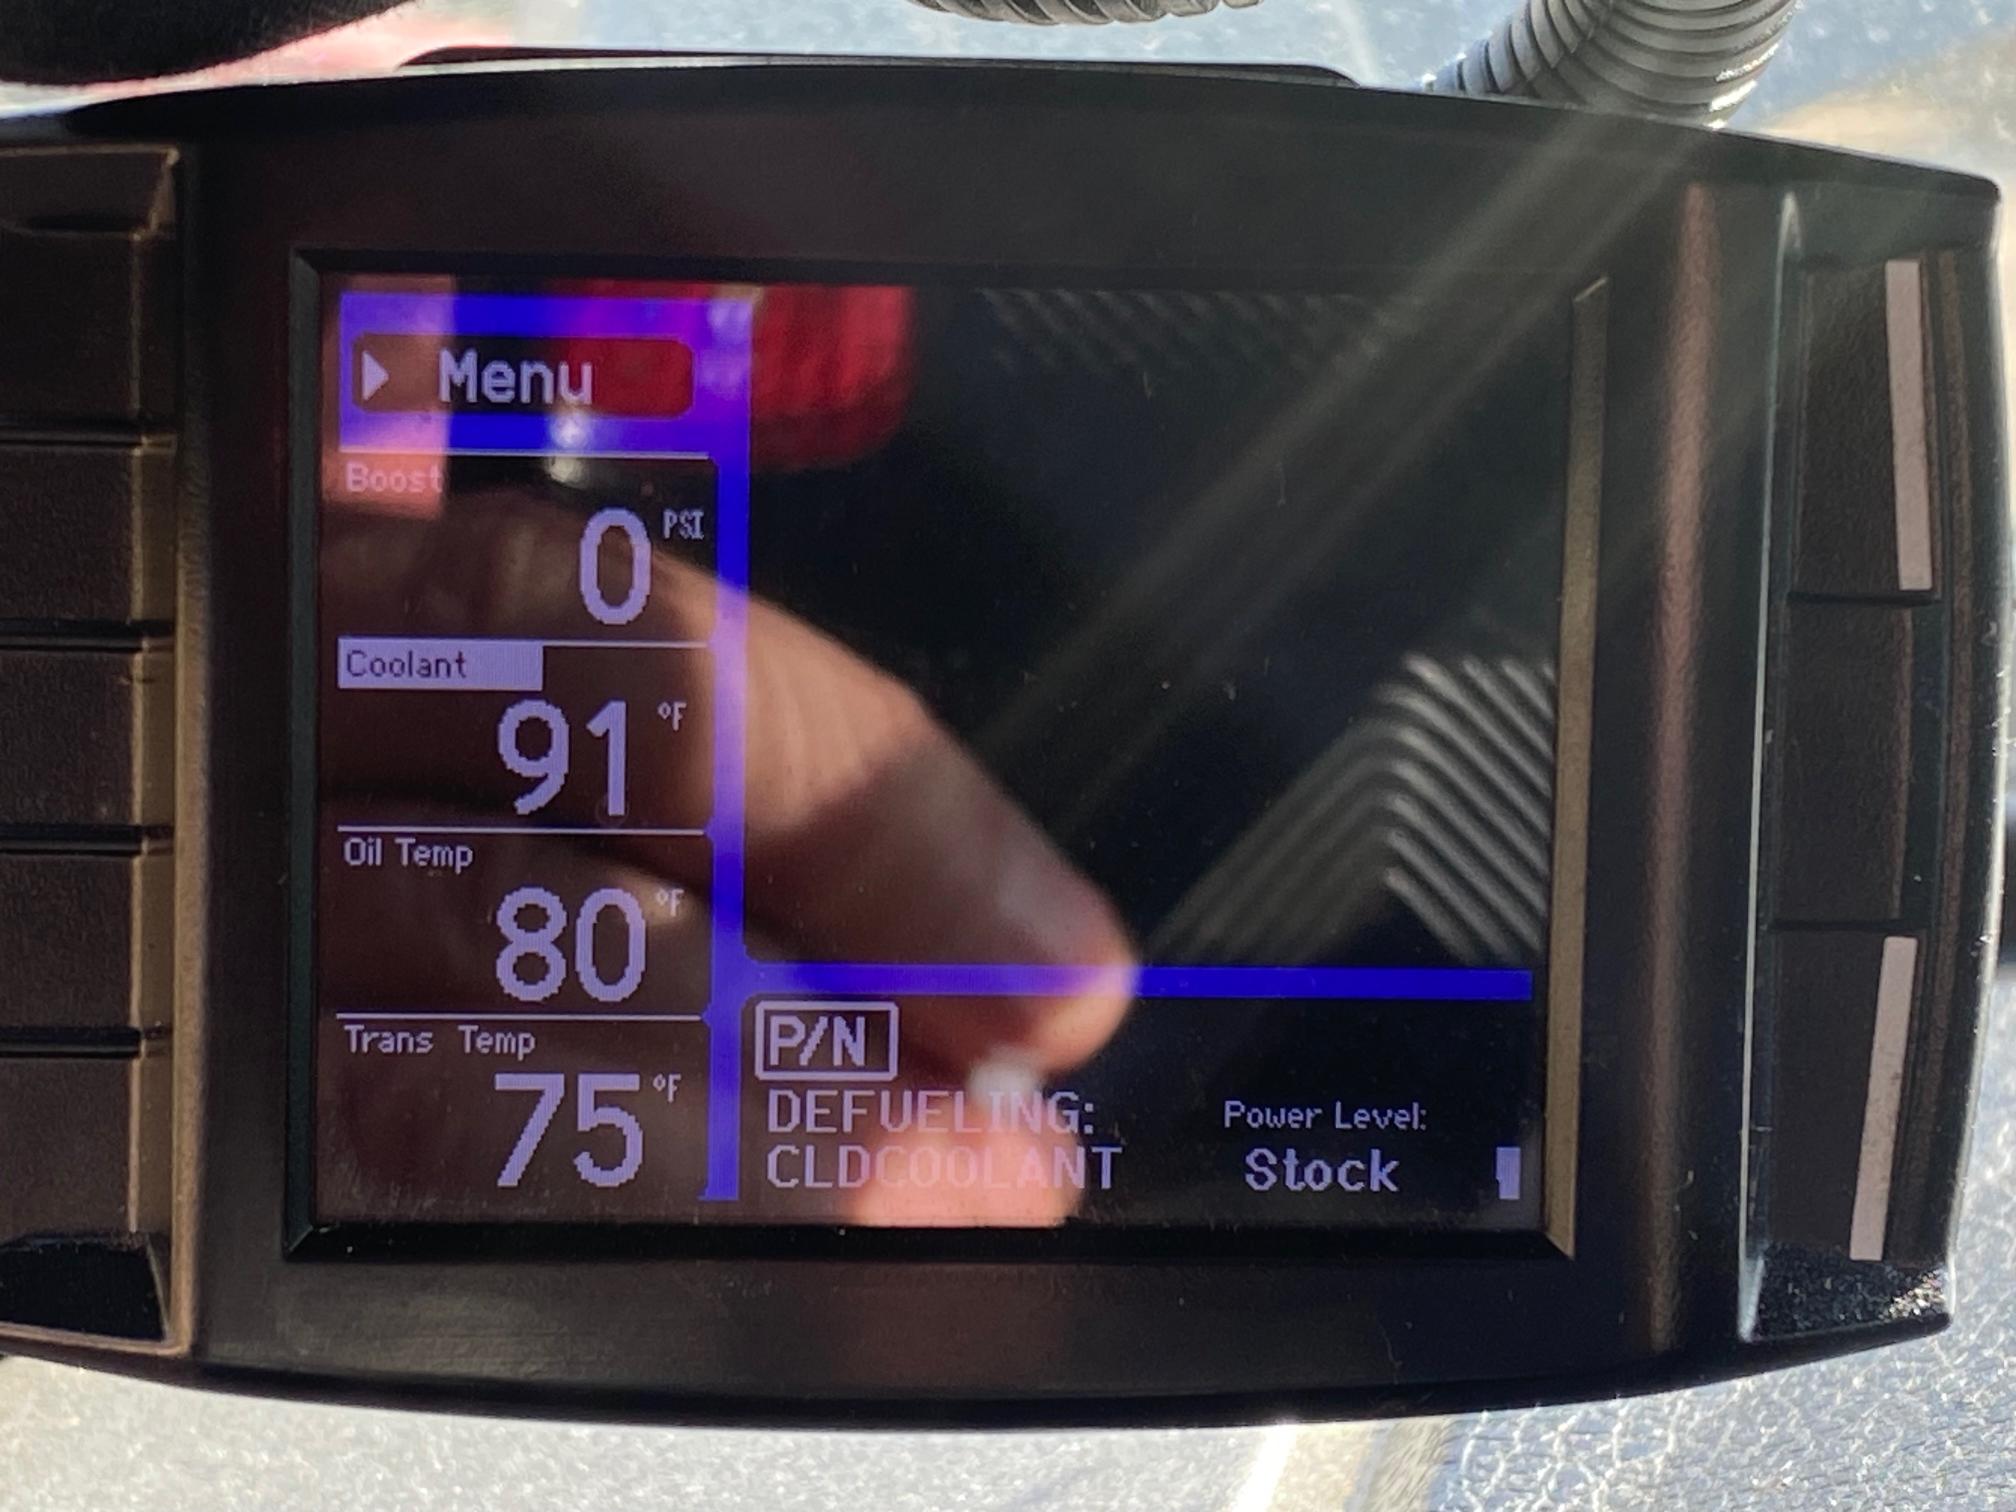 Menu
Boost
0 PSI
Coolant
91 °F
Oil Temp
80 °F
Trans Temp
75 °F
P/N
DEFUELING:
CLDCOOLANT
Power Level:
Stock